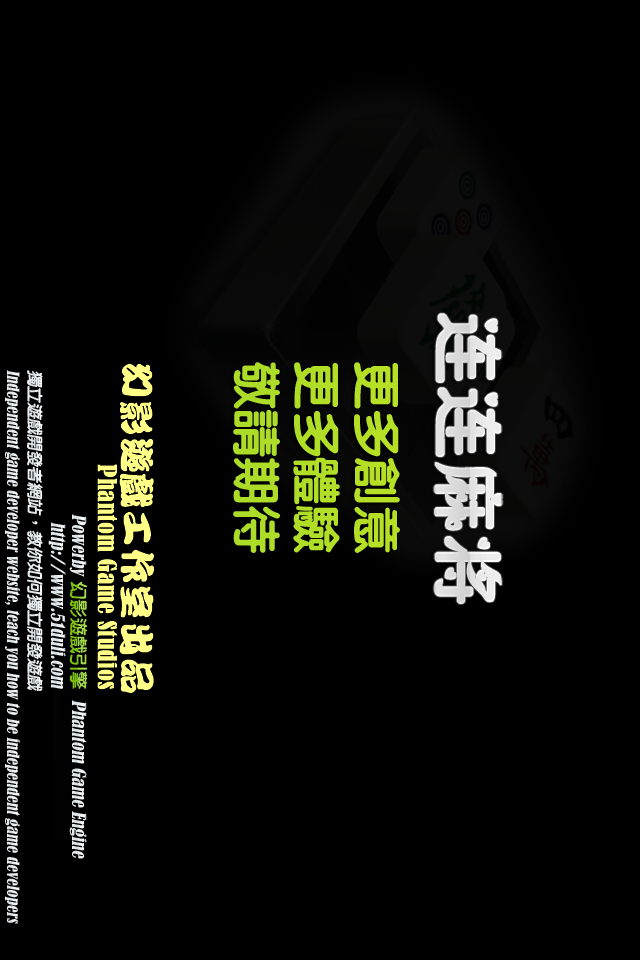 连连麻将
更多創意
更多體驗
敬請期待
幻影遊戲工作室出品
Phantom Game Studios
Powerby 幻影遊戲引擎 Phantom Game Engine
http://www.51duli.com
獨立遊戲開發者網站，教你如何獨立開發遊戲
Independent game developer website, teach you how to be independent game developers